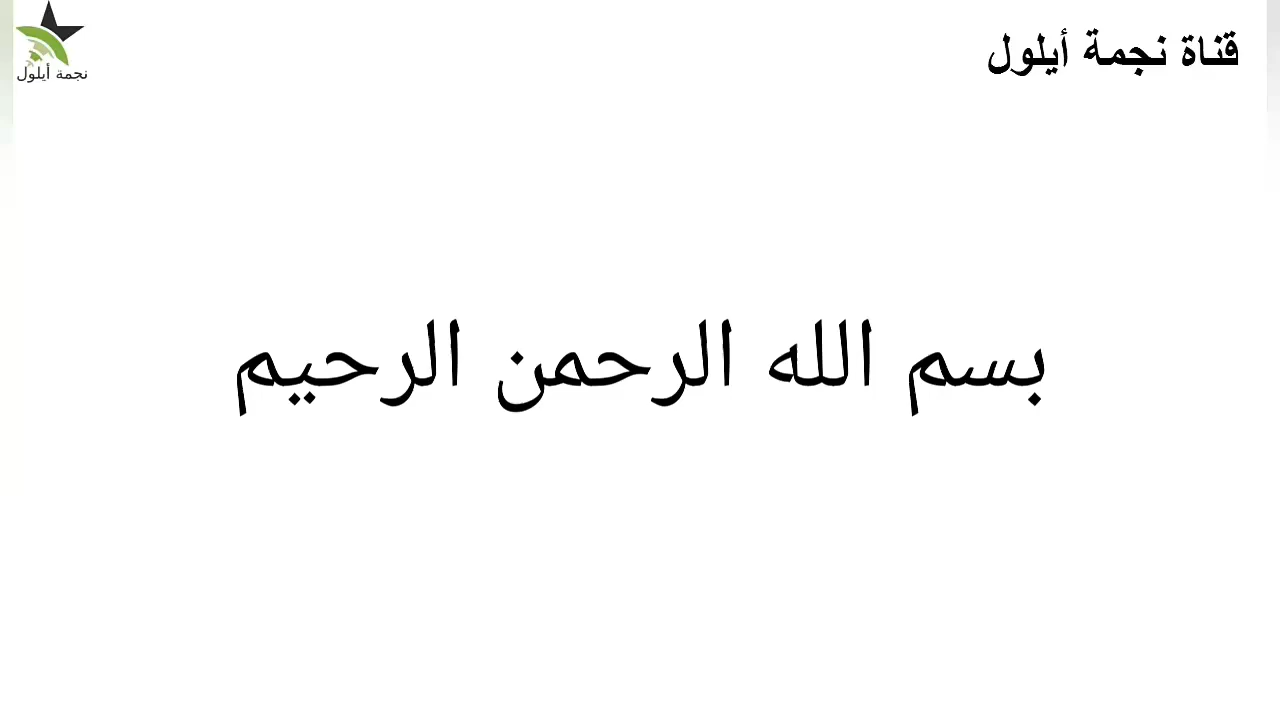 قناة نجمة أيلول
نجمة أيلول
بسم الله الرحمن الرحيم